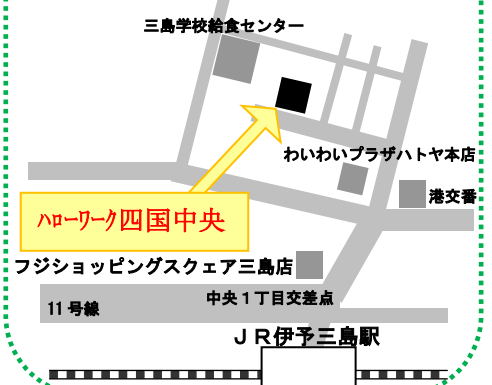 三島学校給食センター
わいわいプラザハトヤ本店
港交番
ﾊﾛｰﾜｰｸ四国中央
フジショッピングスクェア三島店
中央１丁目交差点
11号線
ＪＲ伊予三島駅